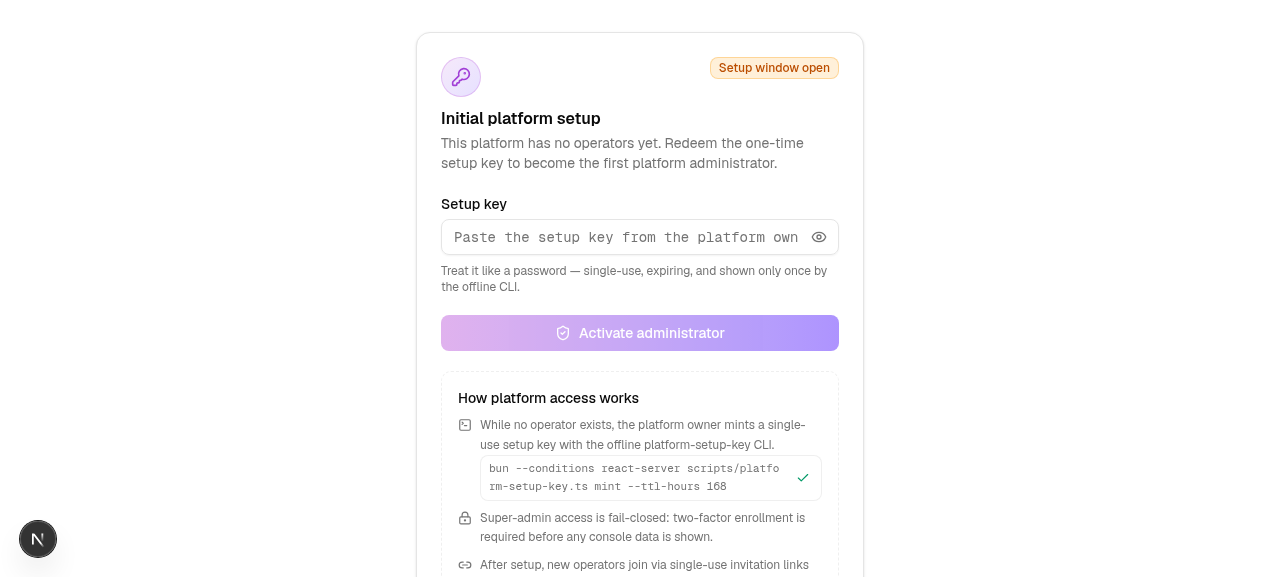 Setup window open
Initial platform setup
This platform has no operators yet. Redeem the one-time
setup key to become the first platform administrator.
Setup key
Paste the setup key from the platform own
Treat it like a password — single-use, expiring, and shown only once by
the offline CLI.
Activate administrator
How platform access works
While no operator exists, the platform owner mints a single-
use setup key with the offline platform-setup-key CLI.
bun --conditions react-server scripts/platfo
rm-setup-key.ts mint --ttl-hours 168
Super-admin access is fail-closed: two-factor enrollment is
required before any console data is shown.
After setup, new operators join via single-use invitation links
N